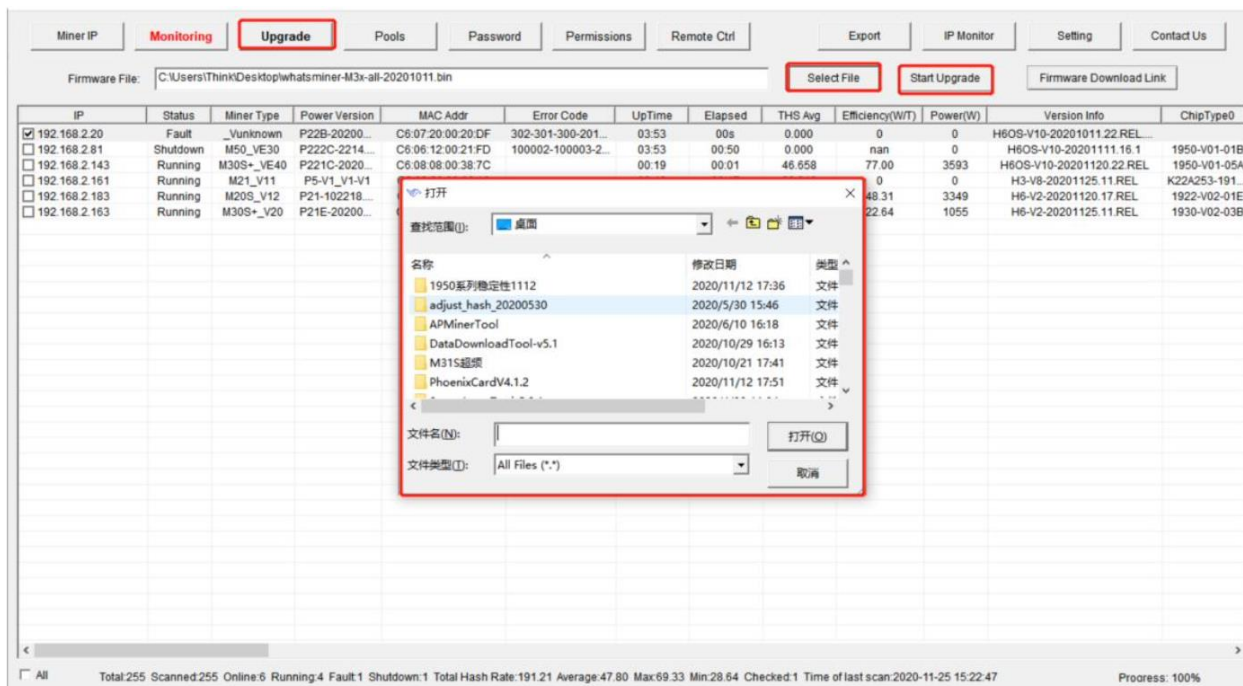 Miner IP Monitoring Upgrade Pools Password Permissions Remote Ctrl Export IP Monitor Setting Contact Us
Firmware File: C:\Users\Think\Desktop\whatsminer-M3x-all-20201011.bin Select File Start Upgrade Firmware Download Link
IP Status Miner Type Power Version MAC Addr Error Code UpTime Elapsed THS Avg Efficiency(W/T) Power(W) Version Info ChipType0
192.168.2.20 Fault _Vunknown P22B-20200... C6:07:20:00:20:DF 302-301-300-201... 03:53 00s 0.000 0 0 H6OS-V10-20201011.22.REL...
192.168.2.81 Shutdown M50_VE30 P222C-2214... C6:06:12:00:21:FD 100002-100003-2... 03:53 00:50 0.000 nan 0 H6OS-V10-20201111.16.1 1950-V01-01B
192.168.2.143 Running M30S+_VE40 P221C-2020... C6:08:08:00:38:7C 00:19 00:01 46.658 77.00 3593 H6OS-V10-20201120.22.REL 1950-V01-05A
192.168.2.161 Running M21_V11 P5-V1_V1-V1 0 0 H3-V8-20201125.11.REL K22A253-191...
192.168.2.183 Running M20S_V12 P21-102218... 48.31 3349 H6-V2-20201120.17.REL 1922-V02-01E
192.168.2.163 Running M30S+_V20 P21E-20200... 22.64 1055 H6-V2-20201125.11.REL 1930-V02-03B
打开
查找范围(I): 桌面
名称 修改日期 类型
1950系列稳定性1112 2020/11/12 17:36 文件
adjust_hash_20200530 2020/5/30 15:46 文件
APMinerTool 2020/6/10 16:18 文件
DataDownloadTool-v5.1 2020/10/29 16:13 文件
M31S超频 2020/10/21 17:41 文件
PhoenixCardV4.1.2 2020/11/12 17:51 文件
文件名(N): 打开(O)
文件类型(T): All Files (*.*) 取消
All Total:255 Scanned:255 Online:6 Running:4 Fault:1 Shutdown:1 Total Hash Rate:191.21 Average:47.80 Max:69.33 Min:28.64 Checked:1 Time of last scan:2020-11-25 15:22:47 Progress: 100%